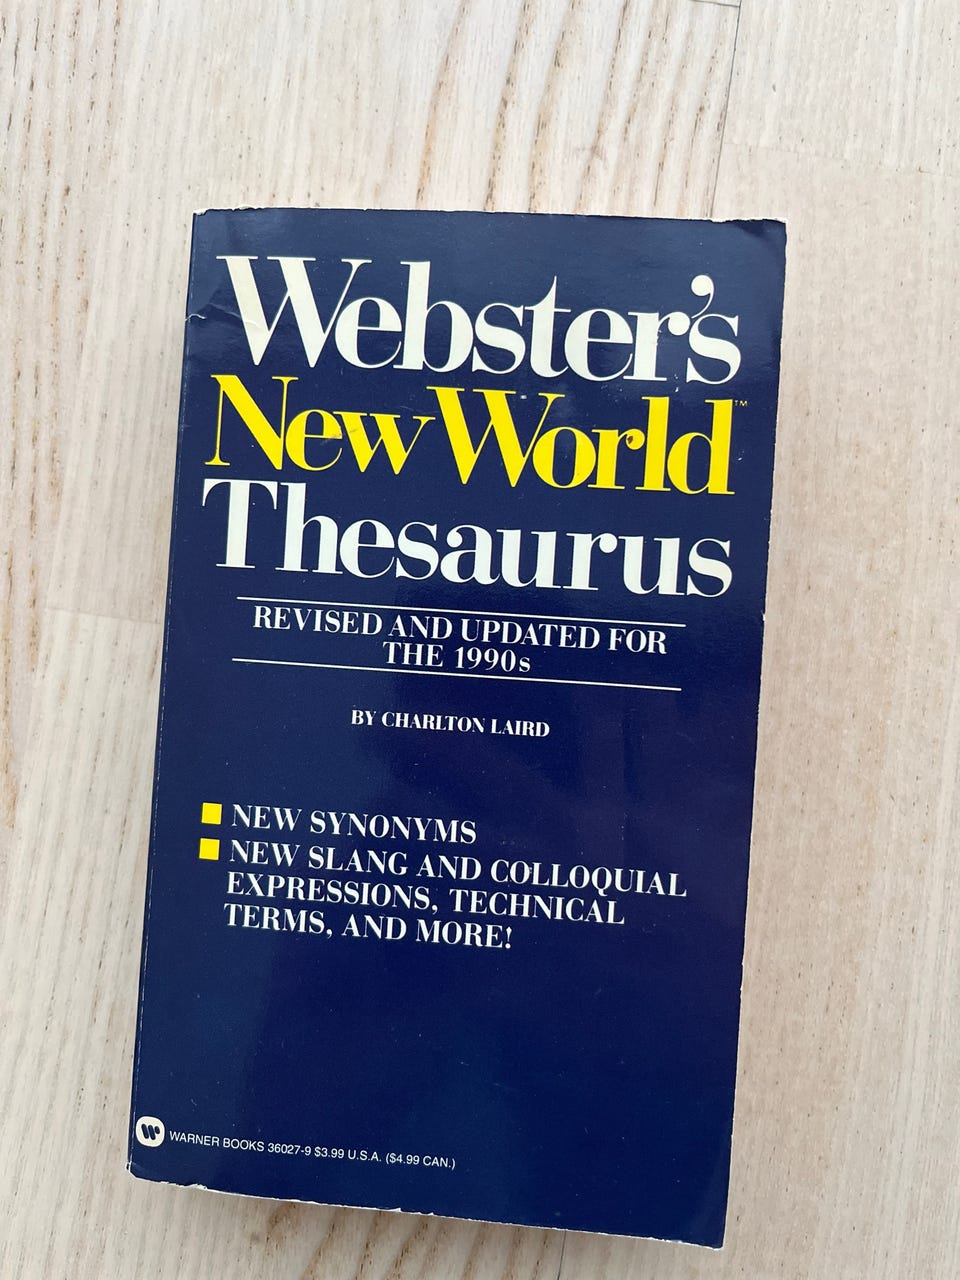 Webster's
New World™
Thesaurus
REVISED AND UPDATED FOR
THE 1990s
BY CHARLTON LAIRD
NEW SYNONYMS
NEW SLANG AND COLLOQUIAL
EXPRESSIONS, TECHNICAL
TERMS, AND MORE!
WARNER BOOKS 36027-9 $3.99 U.S.A. ($4.99 CAN.)